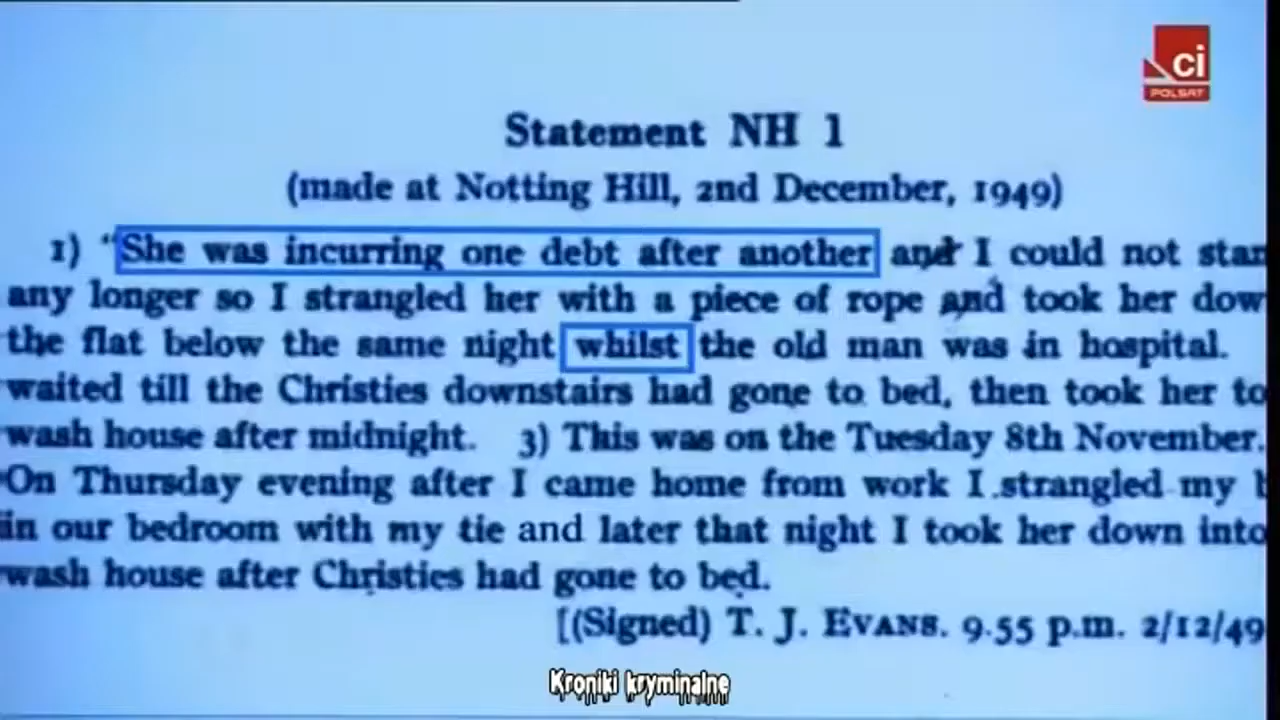 ci
POLSAT
Statement NH 1
(made at Notting Hill, 2nd December, 1949)
1) “She was incurring one debt after another and I could not
any longer so I strangled her with a piece of rope and took her
the flat below the same night whilst the old man was in hospital.
waited till the Christies downstairs had gone to bed, then took her to
wash house after midnight. 3) This was on the Tuesday 8th November.
On Thursday evening after I came home from work I strangled my
in our bedroom with my tie and later that night I took her down into
wash house after Christies had gone to bed.
[(Signed) T. J. EVANS. 9.55 p.m. 2/12/49
Kroniki kryminalne